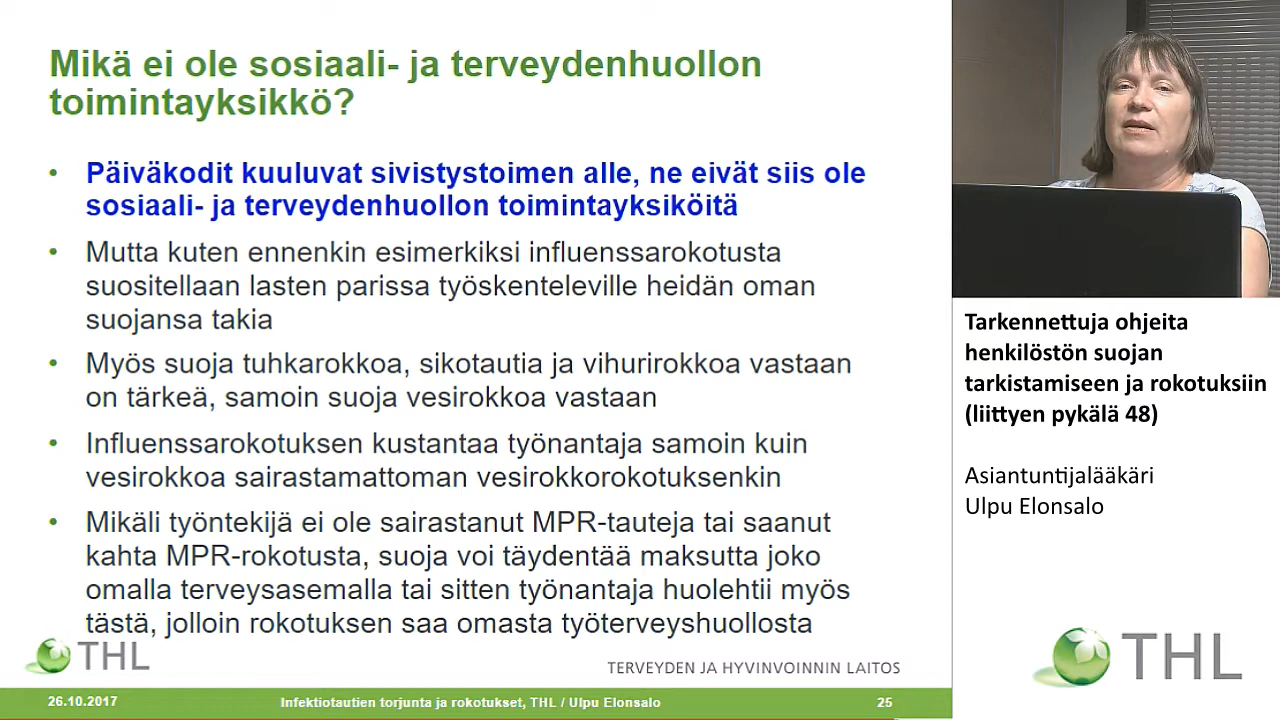 Mikä ei ole sosiaali- ja terveydenhuollon
toimintayksikkö?
• Päiväkodit kuuluvat sivistystoimen alle, ne eivät siis ole
sosiaali- ja terveydenhuollon toimintayksiköitä
• Mutta kuten ennenkin esimerkiksi influenssarokotusta
suositellaan lasten parissa työskenteleville heidän oman
suojansa takia
• Myös suoja tuhkarokkoa, sikotautia ja vihurirokkoa vastaan
on tärkeä, samoin suoja vesirokkoa vastaan
• Influenssarokotuksen kustantaa työnantaja samoin kuin
vesirokkoa sairastamattoman vesirokkorokotuksenkin
• Mikäli työntekijä ei ole sairastanut MPR-tauteja tai saanut
kahta MPR-rokotusta, suoja voi täydentää maksutta joko
omalla terveysasemalla tai sitten työnantaja huolehtii myös
tästä, jolloin rokotuksen saa omasta työterveyshuollosta
THL
TERVEYDEN JA HYVINVOINNIN LAITOS
26.10.2017
Infektiotautien torjunta ja rokotukset, THL / Ulpu Elonsalo
25
Tarkennettuja ohjeita
henkilöstön suojan
tarkistamiseen ja rokotuksiin
(liittyen pykälä 48)
Asiantuntijalääkäri
Ulpu Elonsalo
THL